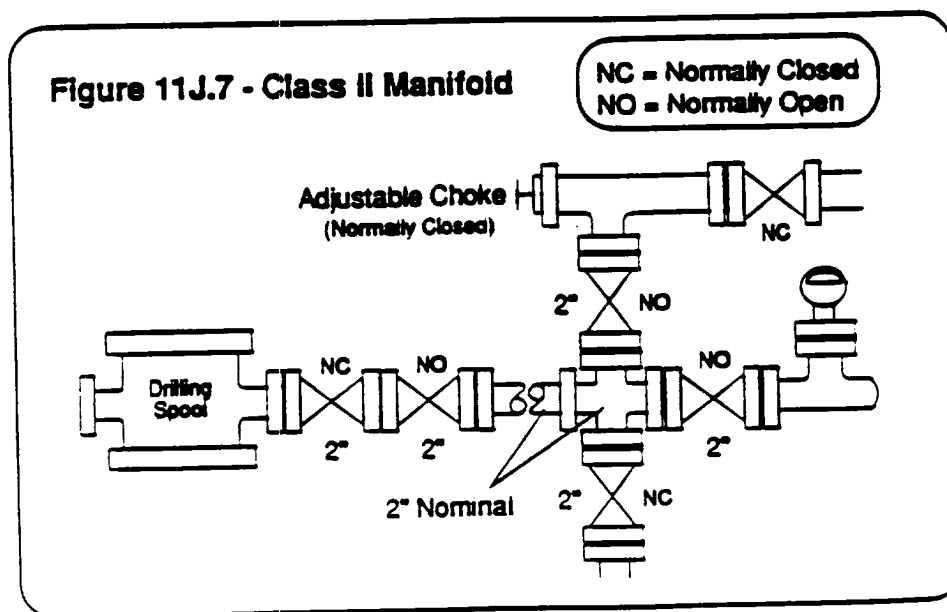 Figure 11J.7 - Class II Manifold
NC = Normally Closed
NO = Normally Open
Adjustable Choke
(Normally Closed)
NC
2" NO
NC NO NO
Drilling
Spool
2" 2" 2"
2" Nominal 2" NC